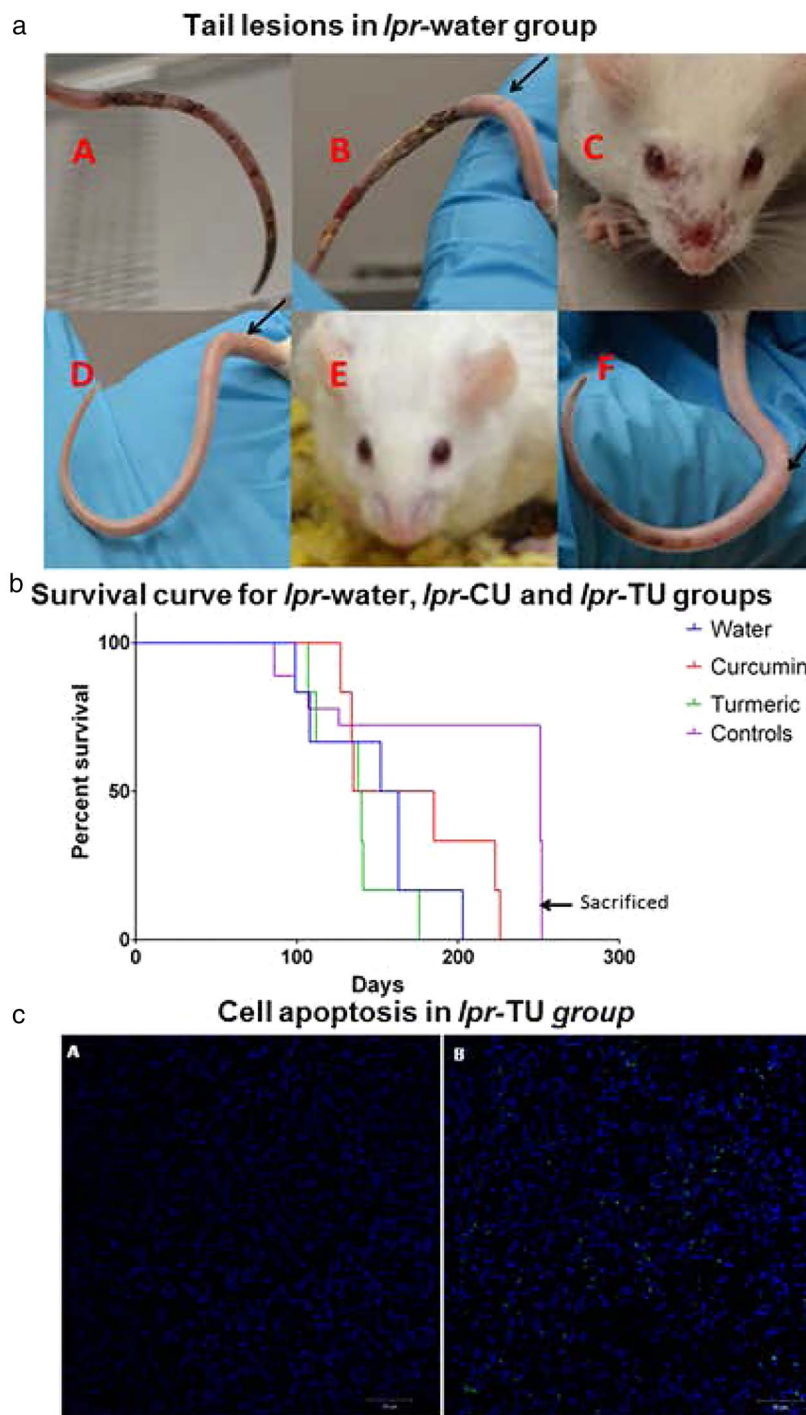 a
Tail lesions in lpr-water group
A
B
C
D
E
F
b
Survival curve for lpr-water, lpr-CU and lpr-TU groups
100
50
0
Percent survival
Water
Curcumin
Turmeric
Controls
Sacrificed
0 100 200 300
Days
c
Cell apoptosis in lpr-TU group
A
B